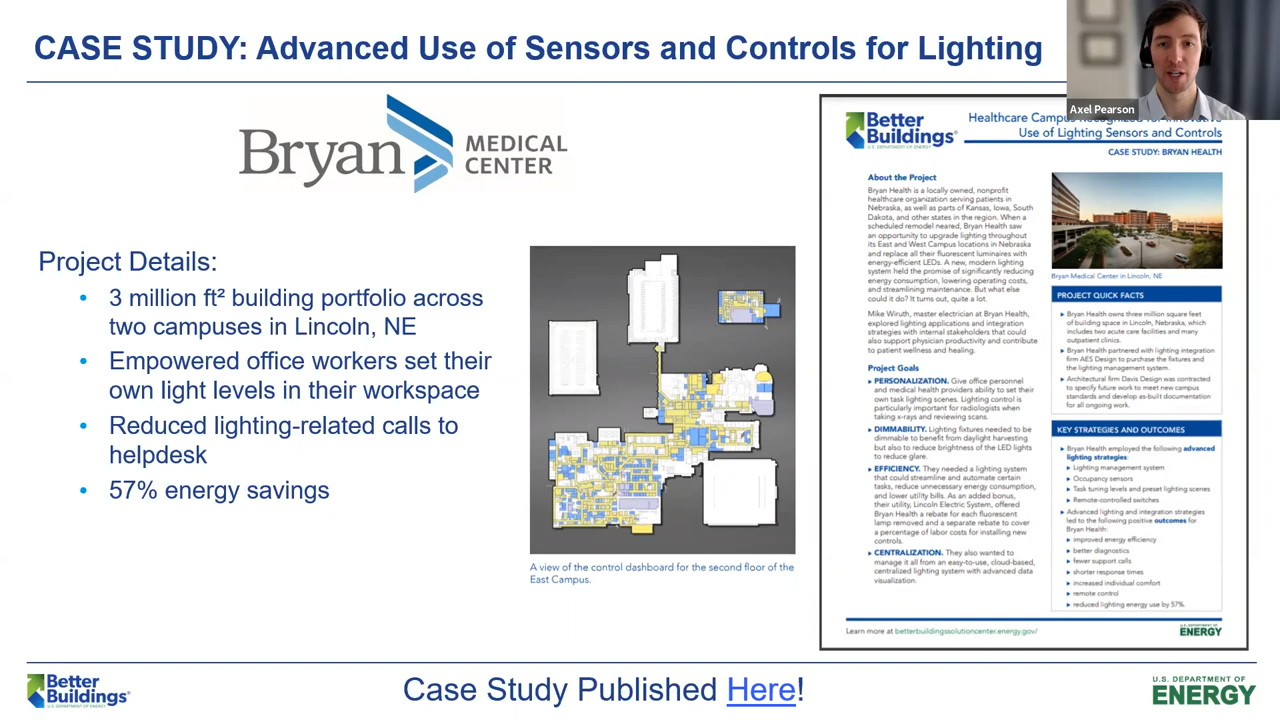 CASE STUDY: Advanced Use of Sensors and Controls for Lighting
Axel Pearson
Bryan
MEDICAL
CENTER
Project Details:
• 3 million ft² building portfolio across
two campuses in Lincoln, NE
• Empowered office workers set their
own light levels in their workspace
• Reduced lighting-related calls to
helpdesk
• 57% energy savings
A view of the control dashboard for the second floor of the
East Campus.
Better
Buildings®
U.S. DEPARTMENT OF ENERGY
Healthcare Campus Recognized for Innovative
Use of Lighting Sensors and Controls
CASE STUDY: BRYAN HEALTH
About the Project
Bryan Health is a locally owned, nonprofit
healthcare organization serving patients in
Nebraska, as well as parts of Kansas, Iowa, South
Dakota, and other states in the region. When a
scheduled remodel neared, Bryan Health saw
an opportunity to upgrade lighting throughout
its East and West Campus locations in Nebraska
and replace all their fluorescent luminaires with
energy-efficient LEDs. A new, modern lighting
system held the promise of significantly reducing
energy consumption, lowering operating costs,
and streamlining maintenance. But what else
could it do? It turns out, quite a lot.
Mike Wiruth, master electrician at Bryan Health,
explored lighting applications and integration
strategies with internal stakeholders that could
also support physician productivity and contribute
to patient wellness and healing.
Project Goals
▸ PERSONALIZATION. Give office personnel
and medical health providers ability to set their
own task lighting scenes. Lighting control is
particularly important for radiologists when
taking x-rays and reviewing scans.
▸ DIMMABILITY. Lighting fixtures needed to be
dimmable to benefit from daylight harvesting
but also to reduce brightness of the LED lights
to reduce glare.
▸ EFFICIENCY. They needed a lighting system
that could streamline and automate certain
tasks, reduce unnecessary energy consumption,
and lower utility bills. As an added bonus,
their utility, Lincoln Electric System, offered
Bryan Health a rebate for each fluorescent
lamp removed and a separate rebate to cover
a percentage of labor costs for installing new
controls.
▸ CENTRALIZATION. They also wanted to
manage it all from an easy-to-use, cloud-based,
centralized lighting system with advanced data
visualization.
Bryan Medical Center in Lincoln, NE
PROJECT QUICK FACTS
▸ Bryan Health owns three million square feet
of building space in Lincoln, Nebraska, which
includes two acute care facilities and many
outpatient clinics.
▸ Bryan Health partnered with lighting integration
firm AES Design to purchase the fixtures and
the lighting management system.
▸ Architectural firm Davis Design was contracted
to specify future work to meet new campus
standards and develop as-built documentation
for all ongoing work.
KEY STRATEGIES AND OUTCOMES
▸ Bryan Health employed the following advanced
lighting strategies:
▸ Lighting management system
▸ Occupancy sensors
▸ Task tuning levels and preset lighting scenes
▸ Remote-controlled switches
▸ Advanced lighting and integration strategies
led to the following positive outcomes for
Bryan Health:
▸ improved energy efficiency
▸ better diagnostics
▸ fewer support calls
▸ shorter response times
▸ increased individual comfort
▸ remote control
▸ reduced lighting energy use by 57%.
Learn more at betterbuildingssolutioncenter.energy.gov/
U.S. DEPARTMENT OF
ENERGY
Better
Buildings®
U.S. DEPARTMENT OF ENERGY
Case Study Published Here!
U.S. DEPARTMENT OF
ENERGY